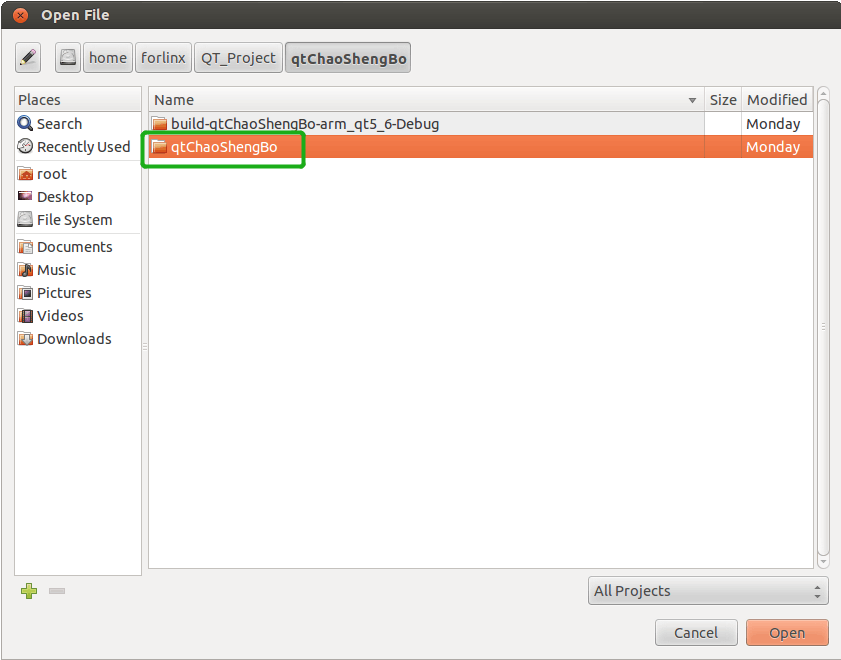 Open File
home forlinx QT_Project qtChaoShengBo
Places
Search
Recently Used
root
Desktop
File System
Documents
Music
Pictures
Videos
Downloads
Name Size Modified
build-qtChaoShengBo-arm_qt5_6-Debug Monday
qtChaoShengBo Monday
All Projects
Cancel Open